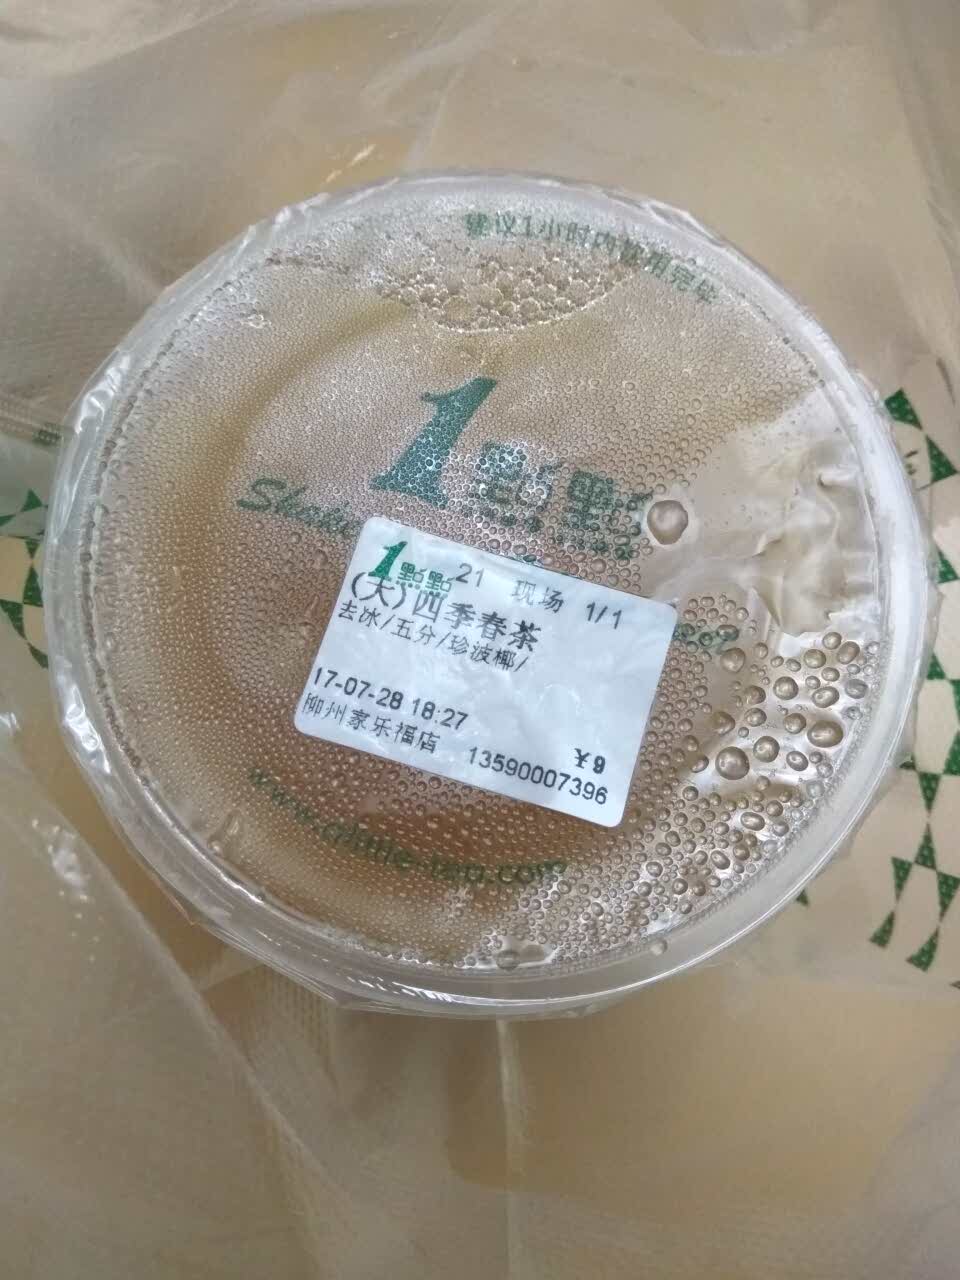 建议1小时内饮用完毕
1點點
1點點 21 现场 1/1
(大)四季春茶
去冰/五分/珍波椰/
17-07-28 18:27
¥9
柳州家乐福店 13590007396